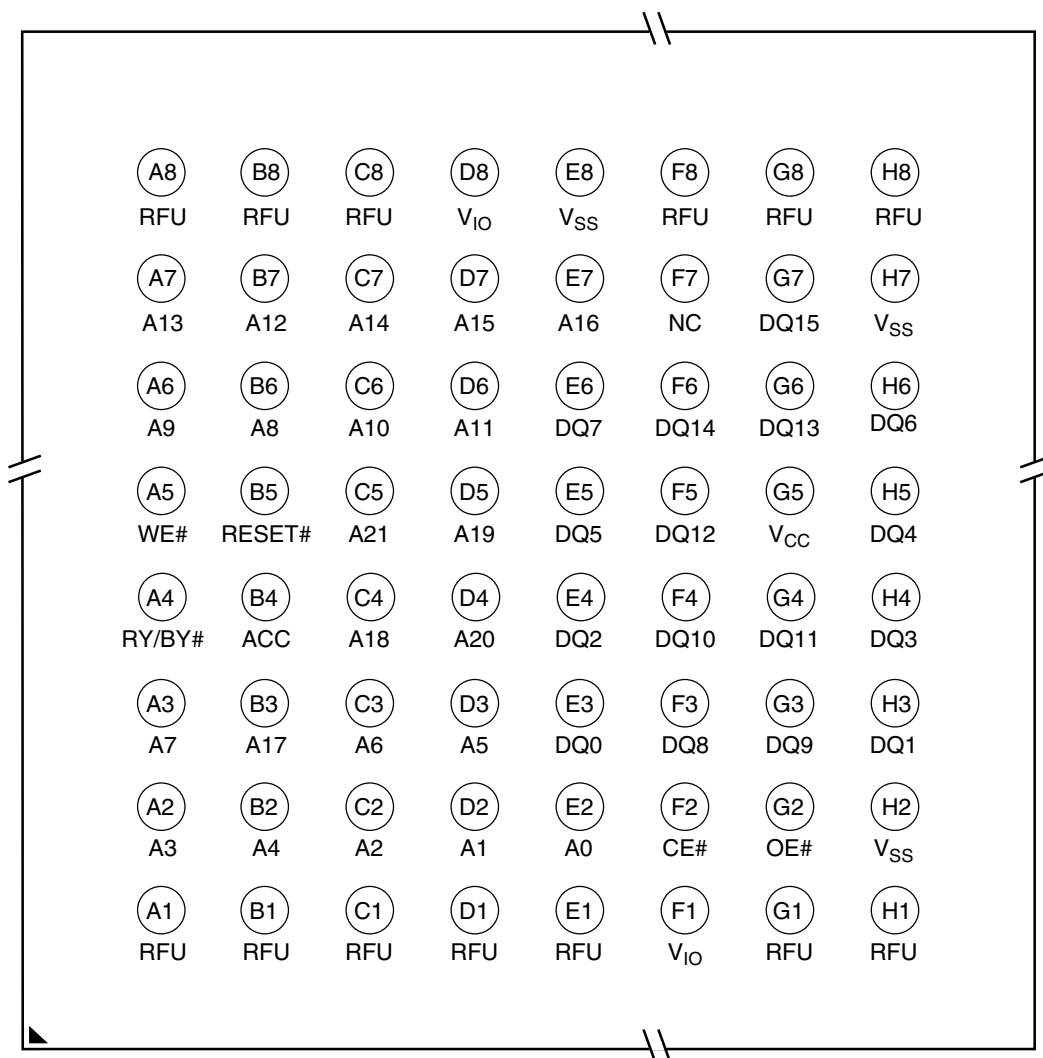 A8 B8 C8 D8 E8 F8 G8 H8
RFU RFU RFU VIO VSS RFU RFU RFU
A7 B7 C7 D7 E7 F7 G7 H7
A13 A12 A14 A15 A16 NC DQ15 VSS
A6 B6 C6 D6 E6 F6 G6 H6
A9 A8 A10 A11 DQ7 DQ14 DQ13 DQ6
A5 B5 C5 D5 E5 F5 G5 H5
WE# RESET# A21 A19 DQ5 DQ12 VCC DQ4
A4 B4 C4 D4 E4 F4 G4 H4
RY/BY# ACC A18 A20 DQ2 DQ10 DQ11 DQ3
A3 B3 C3 D3 E3 F3 G3 H3
A7 A17 A6 A5 DQ0 DQ8 DQ9 DQ1
A2 B2 C2 D2 E2 F2 G2 H2
A3 A4 A2 A1 A0 CE# OE# VSS
A1 B1 C1 D1 E1 F1 G1 H1
RFU RFU RFU RFU RFU VIO RFU RFU